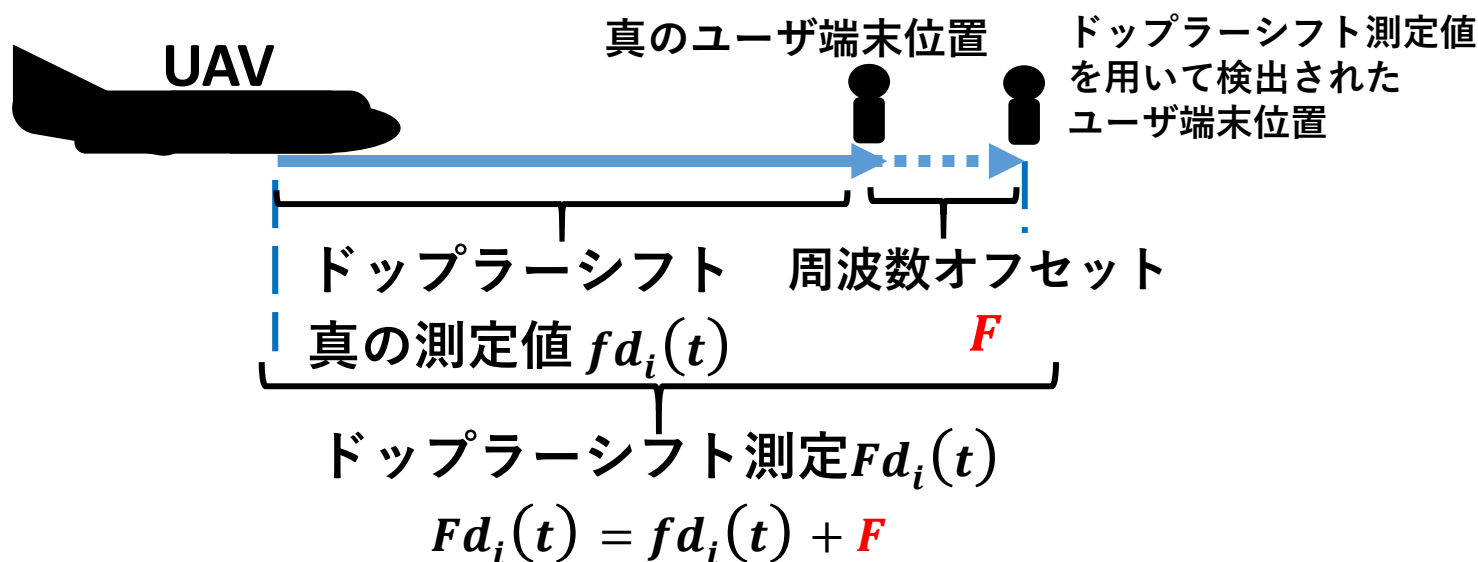 UAV
真のユーザ端末位置
ドップラーシフト測定値
を用いて検出された
ユーザ端末位置
ドップラーシフト
真の測定値 fd_i(t)
周波数オフセット
F
ドップラーシフト測定Fd_i(t)
Fd_i(t) = fd_i(t) + F